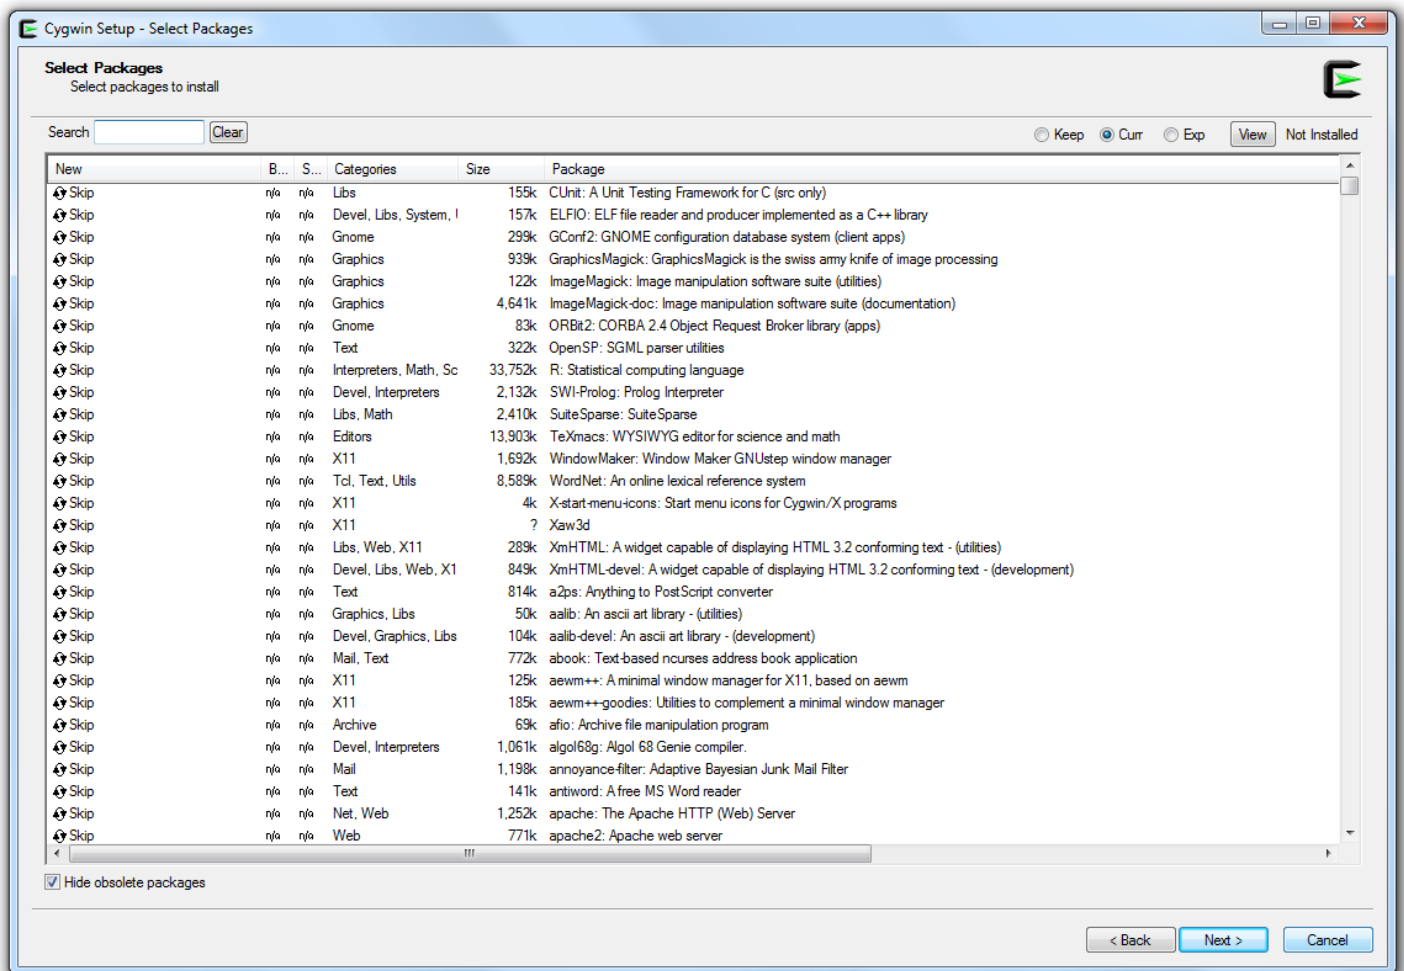 Cygwin Setup - Select Packages
Select Packages
Select packages to install
Search Clear Keep Curr Exp View Not Installed
New B... S... Categories Size Package
Skip n/a n/a Libs 155k CUnit: A Unit Testing Framework for C (src only)
Skip n/a n/a Devel, Libs, System, 157k ELFIO: ELF file reader and producer implemented as a C++ library
Skip n/a n/a Gnome 299k GConf2: GNOME configuration database system (client apps)
Skip n/a n/a Graphics 939k GraphicsMagick: GraphicsMagick is the swiss army knife of image processing
Skip n/a n/a Graphics 122k ImageMagick: Image manipulation software suite (utilities)
Skip n/a n/a Graphics 4,641k ImageMagick-doc: Image manipulation software suite (documentation)
Skip n/a n/a Gnome 83k ORBit2: CORBA 2.4 Object Request Broker library (apps)
Skip n/a n/a Text 322k OpenSP: SGML parser utilities
Skip n/a n/a Interpreters, Math, Sc 33,752k R: Statistical computing language
Skip n/a n/a Devel, Interpreters 2,132k SWI-Prolog: Prolog Interpreter
Skip n/a n/a Libs, Math 2,410k SuiteSparse: SuiteSparse
Skip n/a n/a Editors 13,903k TeXmacs: WYSIWYG editor for science and math
Skip n/a n/a X11 1,692k WindowMaker: Window Maker GNUstep window manager
Skip n/a n/a Tcl, Text, Utils 8,589k WordNet: An online lexical reference system
Skip n/a n/a X11 4k X-start-menu-icons: Start menu icons for Cygwin/X programs
Skip n/a n/a X11 ? Xaw3d
Skip n/a n/a Libs, Web, X11 289k XmHTML: A widget capable of displaying HTML 3.2 conforming text - (utilities)
Skip n/a n/a Devel, Libs, Web, X1 849k XmHTML-devel: A widget capable of displaying HTML 3.2 conforming text - (development)
Skip n/a n/a Text 814k a2ps: Anything to PostScript converter
Skip n/a n/a Graphics, Libs 50k aalib: An ascii art library - (utilities)
Skip n/a n/a Devel, Graphics, Libs 104k aalib-devel: An ascii art library - (development)
Skip n/a n/a Mail, Text 772k abook: Text-based ncurses address book application
Skip n/a n/a X11 125k aewm++: A minimal window manager for X11, based on aewm
Skip n/a n/a X11 185k aewm++-goodies: Utilities to complement a minimal window manager
Skip n/a n/a Archive 69k afio: Archive file manipulation program
Skip n/a n/a Devel, Interpreters 1,061k algol68g: Algol 68 Genie compiler.
Skip n/a n/a Mail 1,198k annoyance-filter: Adaptive Bayesian Junk Mail Filter
Skip n/a n/a Text 141k antiword: A free MS Word reader
Skip n/a n/a Net, Web 1,252k apache: The Apache HTTP (Web) Server
Skip n/a n/a Web 771k apache2: Apache web server
Hide obsolete packages
< Back Next > Cancel